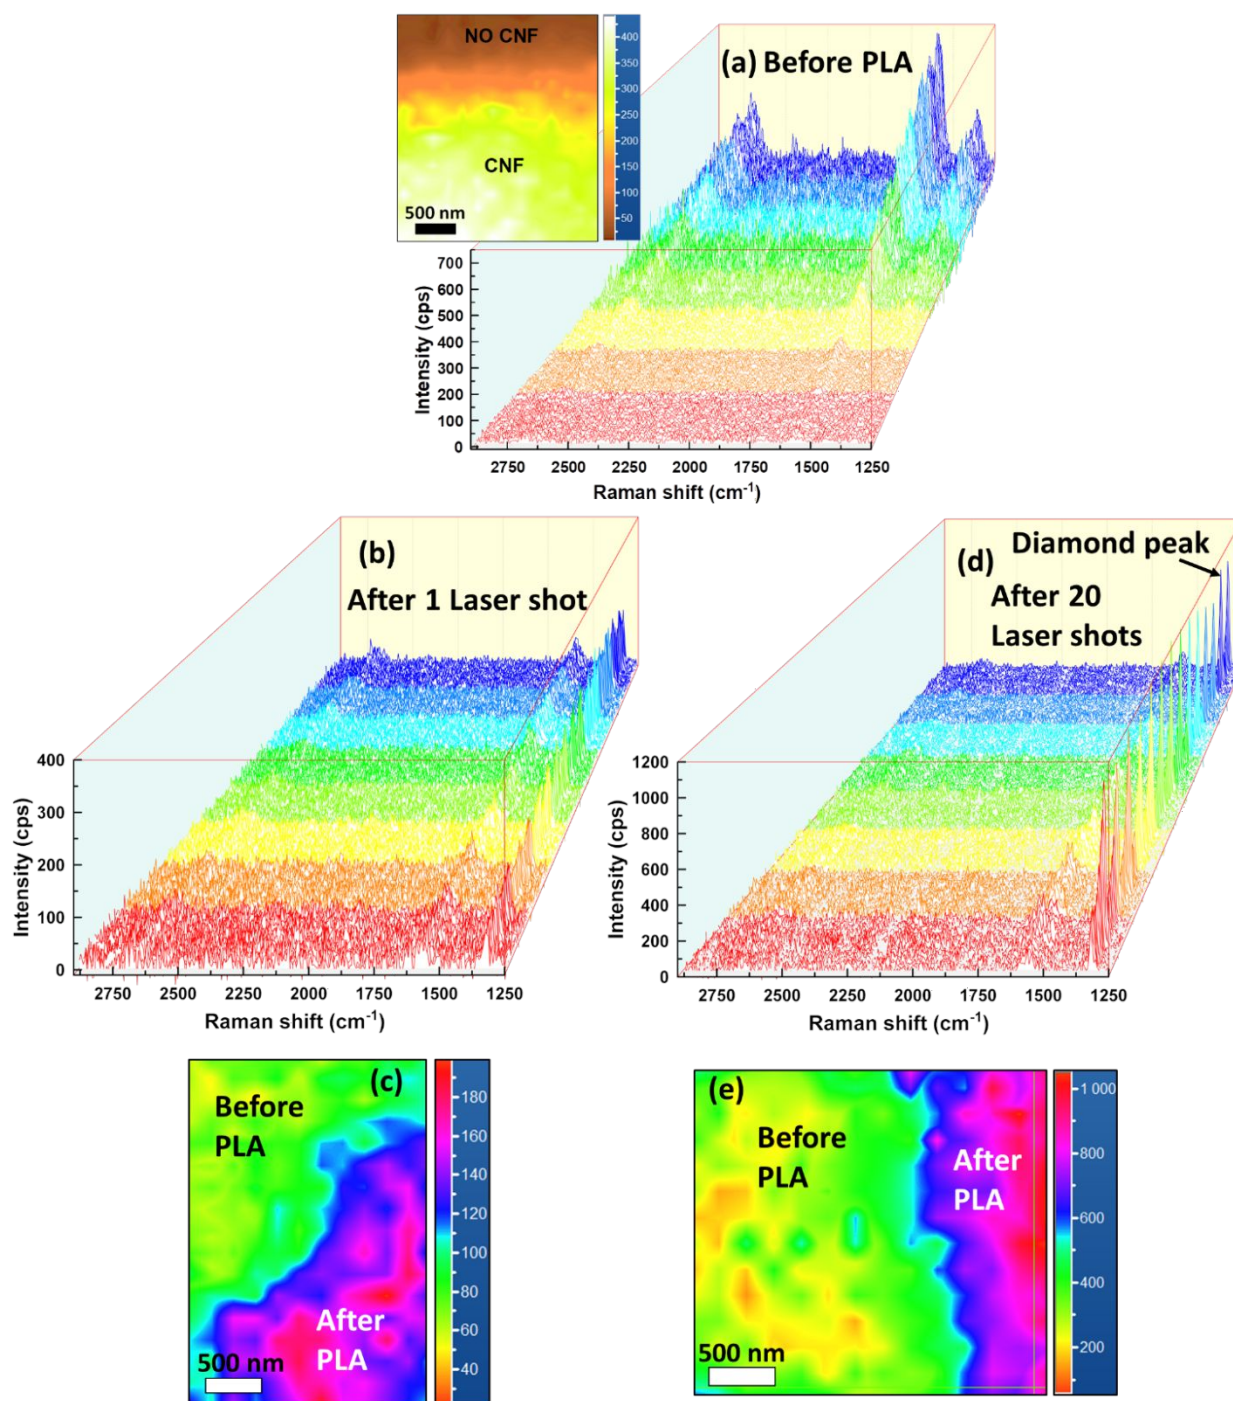 NO CNF
CNF
500 nm
400
350
300
250
200
150
100
50
(a) Before PLA
700
600
500
400
300
200
100
0
Intensity (cps)
2750 2500 2250 2000 1750 1500 1250
Raman shift (cm-1)
(b)
After 1 Laser shot
400
300
200
100
0
Intensity (cps)
2750 2500 2250 2000 1750 1500 1250
Raman shift (cm-1)
Diamond peak
(d)
After 20
Laser shots
1200
1000
800
600
400
200
0
Intensity (cps)
2750 2500 2250 2000 1750 1500 1250
Raman shift (cm-1)
(c)
Before
PLA
After
PLA
500 nm
180
160
140
120
100
80
60
40
(e)
Before
PLA
After
PLA
500 nm
1 000
800
600
400
200